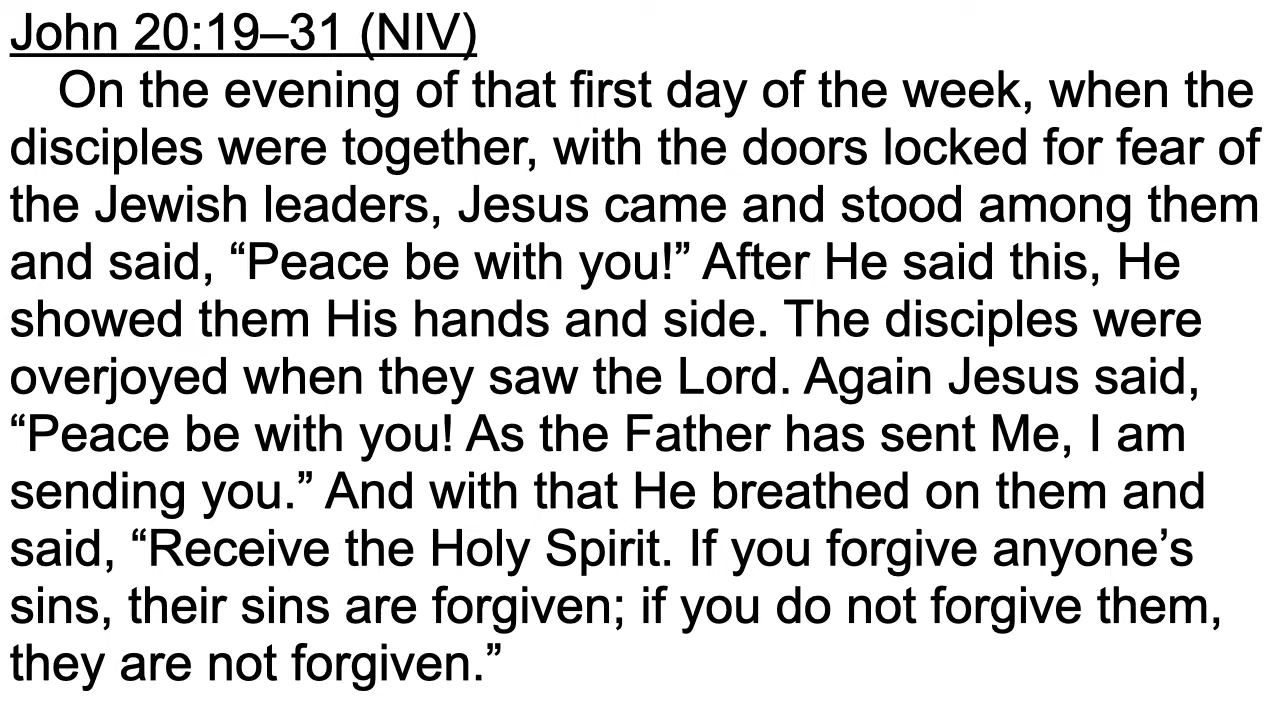 John 20:19–31 (NIV)
On the evening of that first day of the week, when the
disciples were together, with the doors locked for fear of
the Jewish leaders, Jesus came and stood among them
and said, “Peace be with you!” After He said this, He
showed them His hands and side. The disciples were
overjoyed when they saw the Lord. Again Jesus said,
“Peace be with you! As the Father has sent Me, I am
sending you.” And with that He breathed on them and
said, “Receive the Holy Spirit. If you forgive anyone’s
sins, their sins are forgiven; if you do not forgive them,
they are not forgiven.”